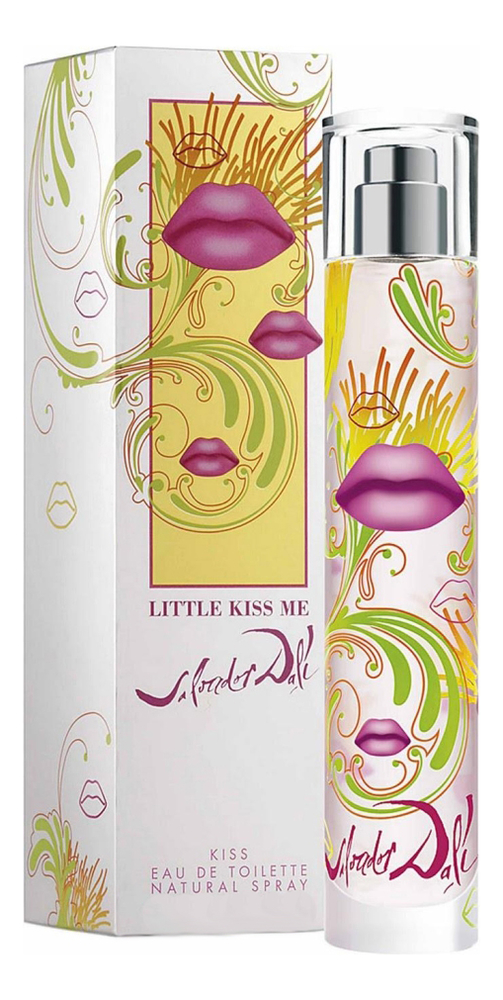 LITTLE KISS ME
Salvador Dalí
KISS
EAU DE TOILETTE
NATURAL SPRAY
Salvador Dalí